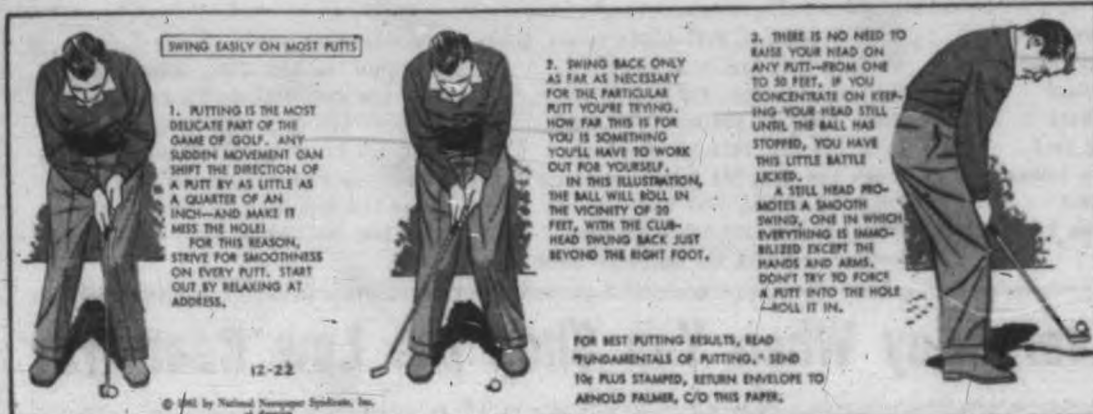 SWING EASILY ON MOST PUTTS
1. PUTTING IS THE MOST
DELICATE PART OF THE
GAME OF GOLF. ANY
SUDDEN MOVEMENT CAN
SHIFT THE DIRECTION OF
A PUTT BY AS LITTLE AS
A QUARTER OF AN
INCH—AND MAKE IT
MISS THE HOLE!
FOR THIS REASON,
STRIVE FOR SMOOTHNESS
ON EVERY PUTT. START
OUT BY RELAXING AT
ADDRESS.
12-22
© by National Newspaper Syndicate, Inc.
2. SWING BACK ONLY
AS FAR AS NECESSARY
FOR THE PARTICULAR
PUTT YOU'RE TRYING.
HOW FAR THIS IS FOR
YOU IS SOMETHING
YOU'LL HAVE TO WORK
OUT FOR YOURSELF.
IN THIS ILLUSTRATION,
THE BALL WILL ROLL IN
THE VICINITY OF 20
FEET, WITH THE CLUB-
HEAD SWUNG BACK JUST
BEYOND THE RIGHT FOOT.
3. THERE IS NO NEED TO
RAISE YOUR HEAD ON
ANY PUTT—FROM ONE
TO 50 FEET. IF YOU
CONCENTRATE ON KEEP-
ING YOUR HEAD STILL
UNTIL THE BALL HAS
STOPPED, YOU HAVE
THIS LITTLE BATTLE
LICKED.
A STILL HEAD PRO-
MOTES A SMOOTH
SWING, ONE IN WHICH
EVERYTHING IS IMMO-
BILIZED EXCEPT THE
HANDS AND ARMS.
DON'T TRY TO FORCE
A PUTT INTO THE HOLE
—ROLL IT IN.
FOR BEST PUTTING RESULTS, READ
"FUNDAMENTALS OF PUTTING." SEND
10¢ PLUS STAMPED, RETURN ENVELOPE TO
ARNOLD PALMER, C/O THIS PAPER.